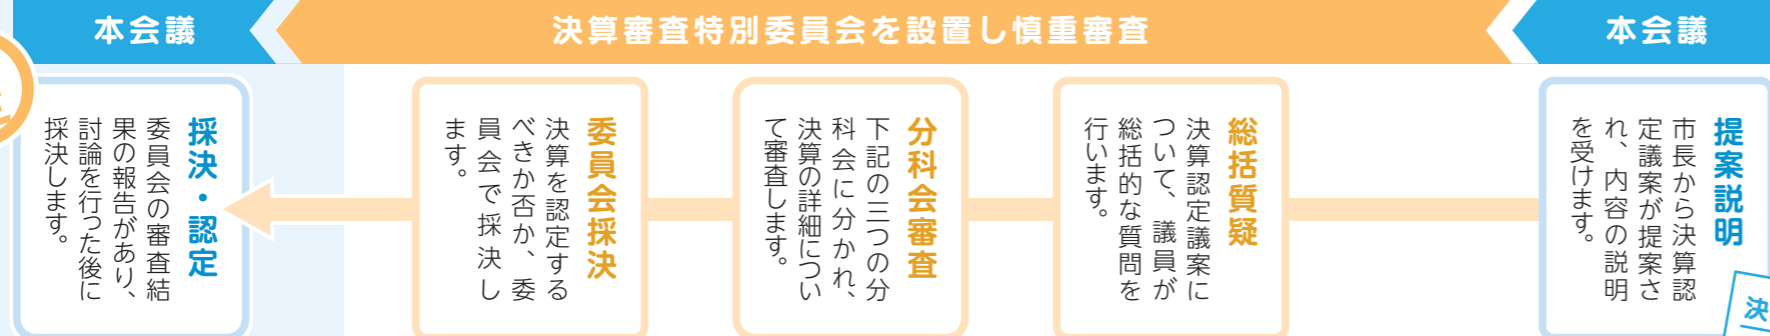 本会議
決算審査特別委員会を設置し慎重審査
本会議
提案説明
市長から決算認
定議案が提案さ
れ、内容の説明
を受けます。
総括質疑
決算認定議案に
ついて、議員が
総括的な質問を
行います。
分科会審査
下記の三つの分
科会に分かれ、
決算の詳細につい
て審査します。
委員会採決
決算を認定する
べきか否か、委
員会で採決し
ます。
採決・認定
委員会の審査結
果の報告があり、
討論を行った後に
採決します。
決